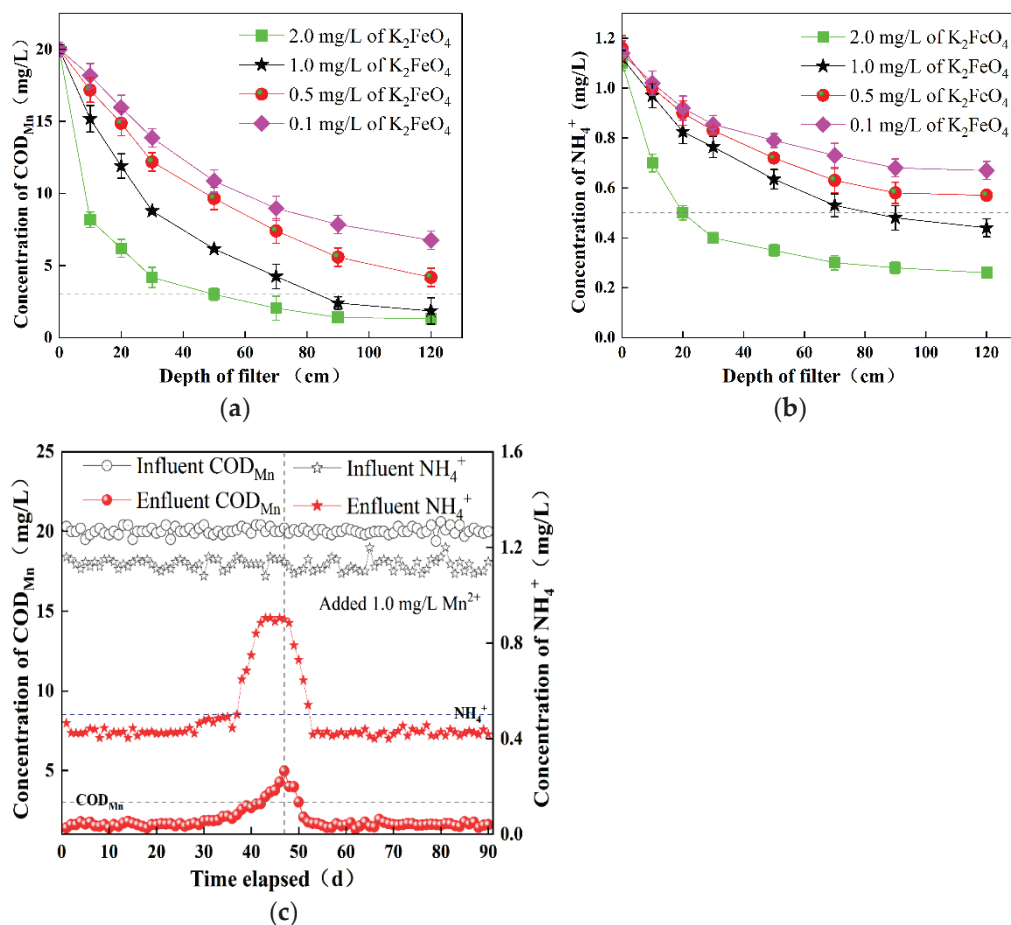 Concentration of COD_Mn (mg/L)
20
15
10
5
0
2.0 mg/L of K₂FeO₄
1.0 mg/L of K₂FeO₄
0.5 mg/L of K₂FeO₄
0.1 mg/L of K₂FeO₄
0 20 40 60 80 100 120
Depth of filter (cm)
(a)
Concentration of NH₄⁺ (mg/L)
1.2
1.0
0.8
0.6
0.4
0.2
0.0
2.0 mg/L of K₂FeO₄
1.0 mg/L of K₂FeO₄
0.5 mg/L of K₂FeO₄
0.1 mg/L of K₂FeO₄
0 20 40 60 80 100 120
Depth of filter (cm)
(b)
Concentration of COD_Mn (mg/L)
25
20
15
10
5
Influent COD_Mn Influent NH₄⁺
Enfluent COD_Mn Enfluent NH₄⁺
Added 1.0 mg/L Mn²⁺
NH₄⁺
COD_Mn
1.6
1.2
0.8
0.4
0.0
Concentration of NH₄⁺ (mg/L)
0 10 20 30 40 50 60 70 80 90
Time elapsed (d)
(c)